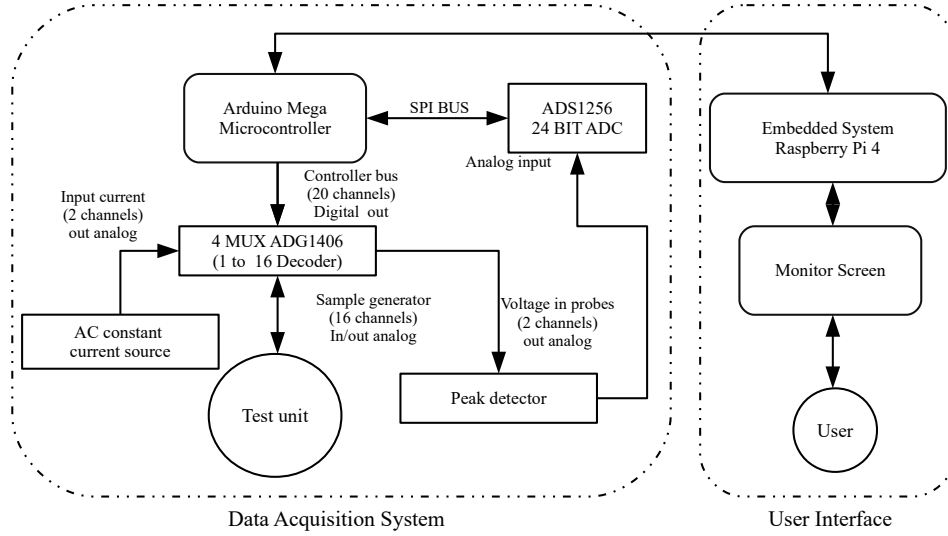 Arduino Mega
Microcontroller
SPI BUS
ADS1256
24 BIT ADC
Analog input
Controller bus
(20 channels)
Digital out
Input current
(2 channels)
out analog
4 MUX ADG1406
(1 to 16 Decoder)
AC constant
current source
Sample generator
(16 channels)
In/out analog
Voltage in probes
(2 channels)
out analog
Test unit
Peak detector
Data Acquisition System
Embedded System
Raspberry Pi 4
Monitor Screen
User
User Interface